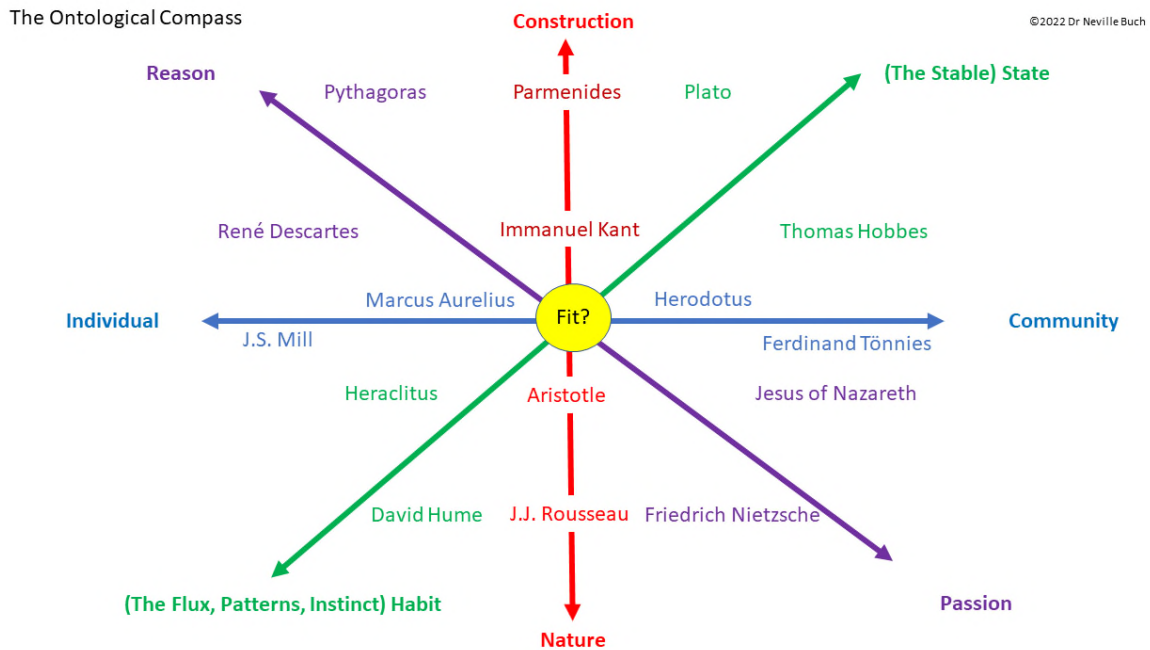 The Ontological Compass
Construction
©2022 Dr Neville Buch
Reason
(The Stable) State
Pythagoras
Parmenides
Plato
René Descartes
Immanuel Kant
Thomas Hobbes
Marcus Aurelius
Herodotus
Individual
Fit?
Community
J.S. Mill
Ferdinand Tönnies
Heraclitus
Aristotle
Jesus of Nazareth
David Hume
J.J. Rousseau
Friedrich Nietzsche
(The Flux, Patterns, Instinct) Habit
Passion
Nature